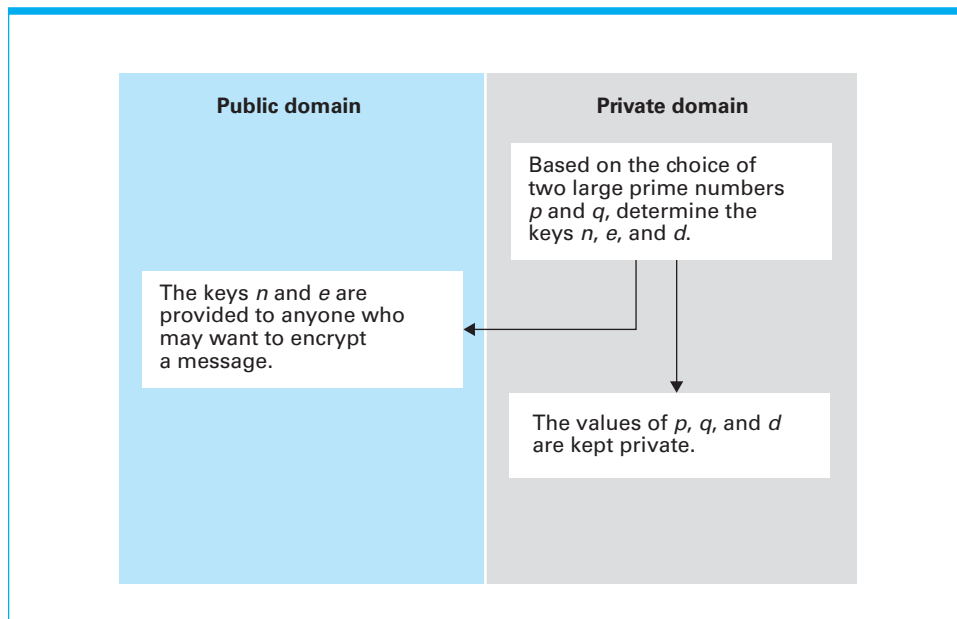 Public domain
Private domain
Based on the choice of
two large prime numbers
p and q, determine the
keys n, e, and d.
The keys n and e are
provided to anyone who
may want to encrypt
a message.
The values of p, q, and d
are kept private.